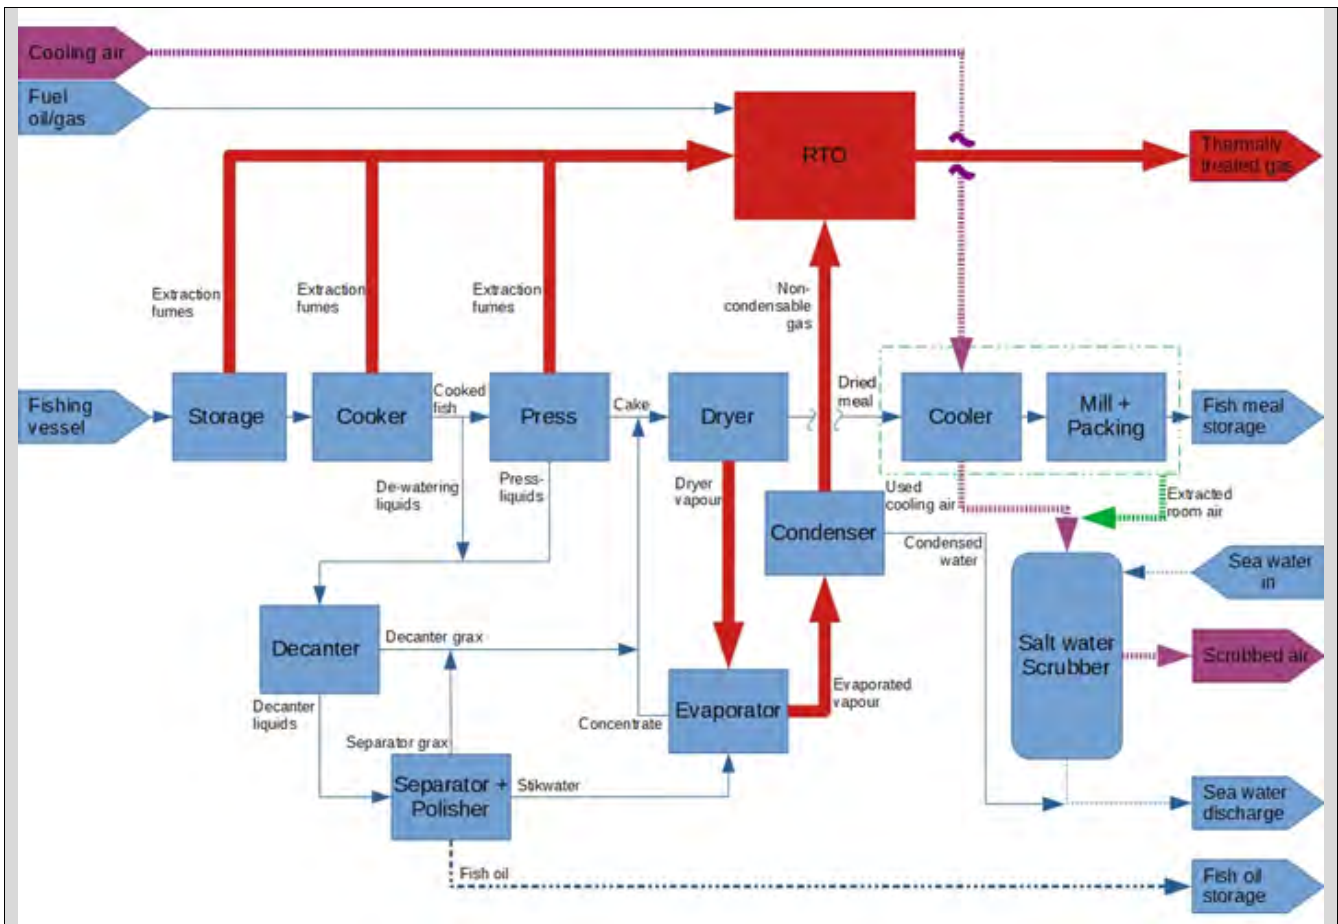 Cooling air
Fuel
oil/gas
RTO
Thermally
treated gas
Extraction
fumes
Extraction
fumes
Extraction
fumes
Non-
condensable
gas
Fishing
vessel
Storage
Cooker
Cooked
fish
Press
Cake
Dryer
Dried
meal
Cooler
Mill +
Packing
Fish meal
storage
De-watering
liquids
Press-
liquids
Dryer
vapour
Condenser
Used
cooling air
Extracted
room air
Condensed
water
Sea water
in
Decanter
Decanter grax
Salt water
Scrubber
Scrubbed air
Decanter
liquids
Separator grax
Concentrate
Evaporator
Evaporated
vapour
Separator +
Polisher
Stikwater
Sea water
discharge
Fish oil
Fish oil
storage